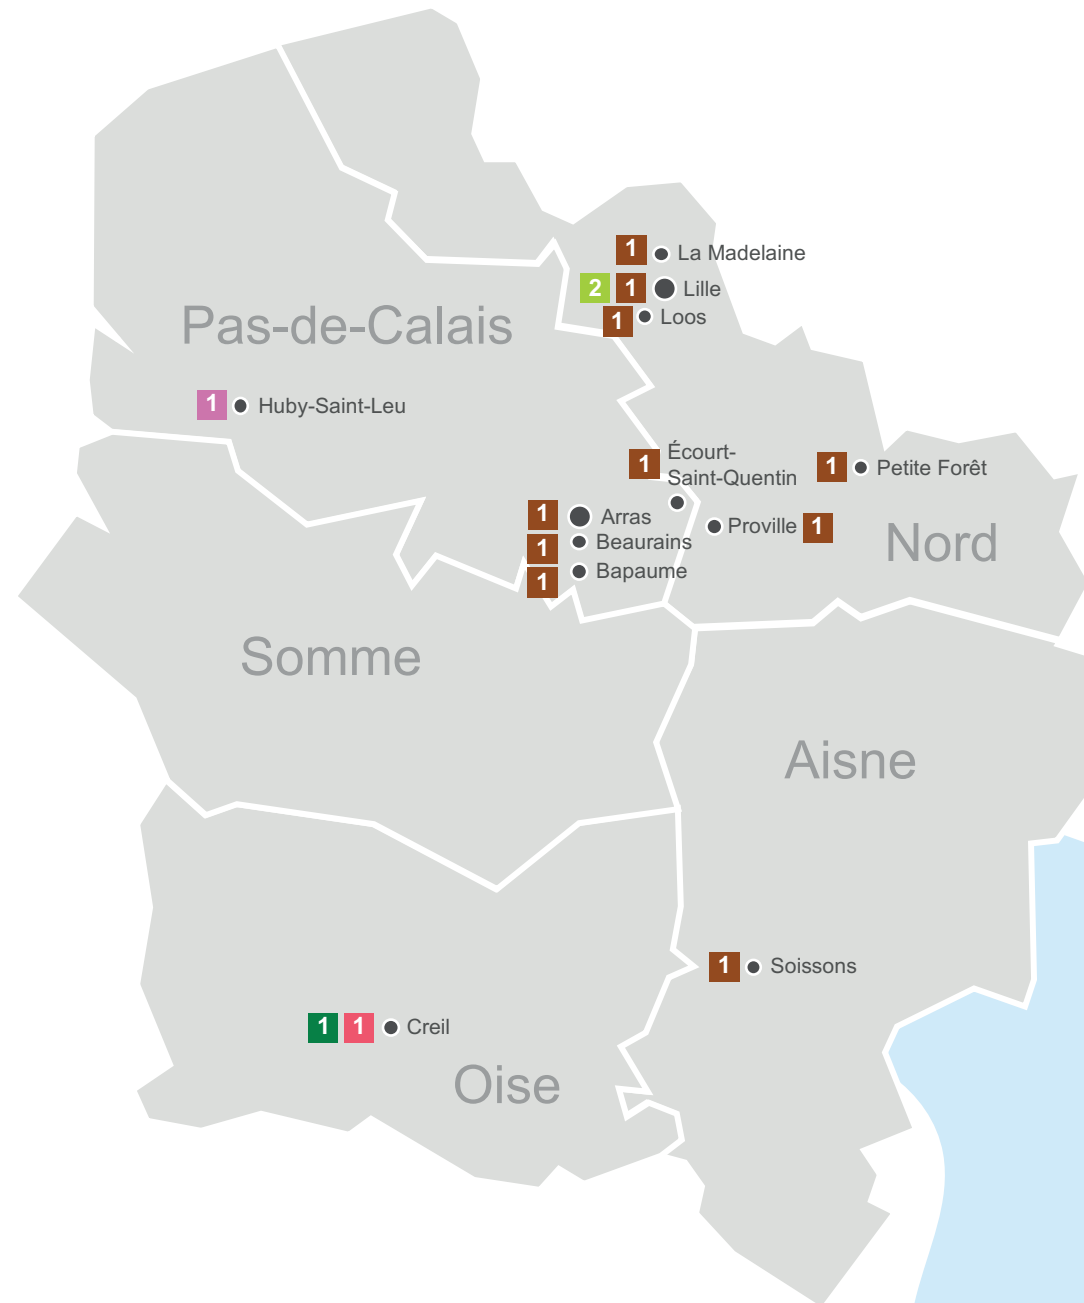 1 La Madelaine
2 1 Lille
1 Loos
Pas-de-Calais
1 Huby-Saint-Leu
1 Écourt-
Saint-Quentin
1 Petite Forêt
1 Arras
Proville 1
1 Beaurains
Nord
1 Bapaume
Somme
Aisne
1 Soissons
1 1 Creil
Oise